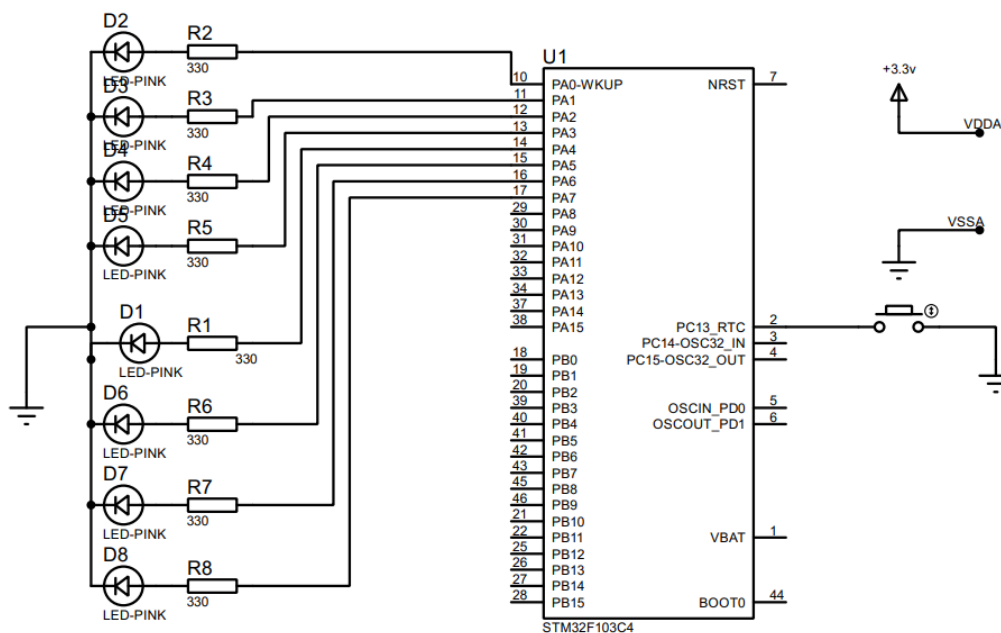 D2
R2
LED-PINK
330
D3
R3
LED-PINK
330
D4
R4
LED-PINK
330
D5
R5
LED-PINK
330
D1
R1
LED-PINK
330
D6
R6
LED-PINK
330
D7
R7
LED-PINK
330
D8
R8
LED-PINK
330
U1
10 PA0-WKUP
11 PA1
12 PA2
13 PA3
14 PA4
15 PA5
16 PA6
17 PA7
29 PA8
30 PA9
31 PA10
32 PA11
33 PA12
34 PA13
37 PA14
38 PA15
18 PB0
19 PB1
20 PB2
39 PB3
40 PB4
41 PB5
42 PB6
43 PB7
45 PB8
46 PB9
21 PB10
22 PB11
25 PB12
26 PB13
27 PB14
28 PB15
NRST 7
PC13_RTC 2
PC14-OSC32_IN 3
PC15-OSC32_OUT 4
OSCIN_PD0 5
OSCOUT_PD1 6
VBAT 1
BOOT0 44
STM32F103C4
+3.3v
VDDA
VSSA